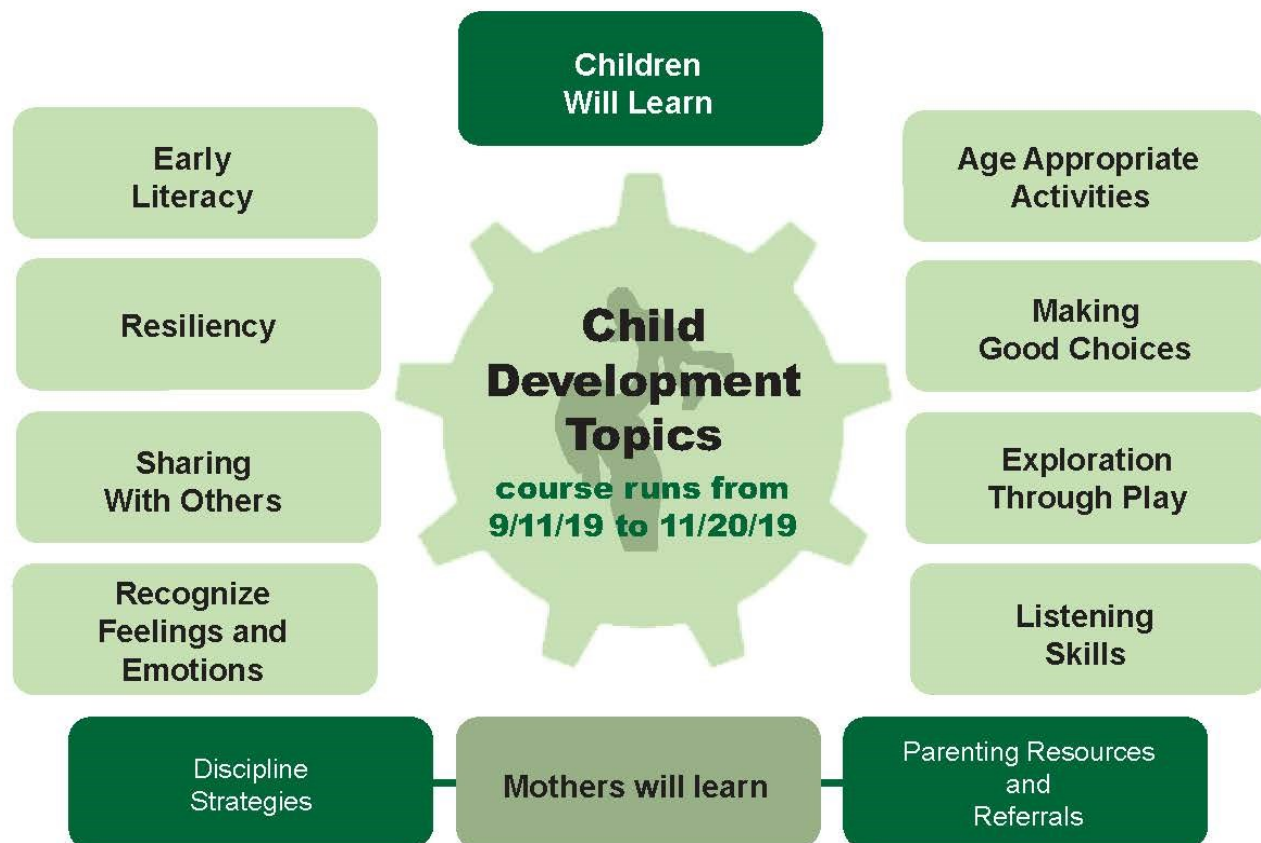 Children
Will Learn
Early
Literacy
Resiliency
Sharing
With Others
Recognize
Feelings and
Emotions
Child
Development
Topics
course runs from
9/11/19 to 11/20/19
Age Appropriate
Activities
Making
Good Choices
Exploration
Through Play
Listening
Skills
Discipline
Strategies
Mothers will learn
Parenting Resources
and
Referrals